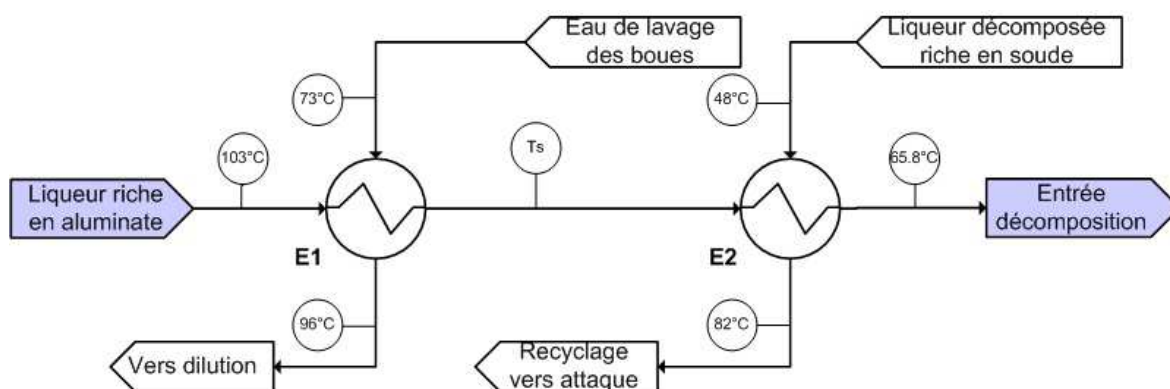 Eau de lavage
des boues
Liqueur décomposée
riche en soude
73°C
48°C
103°C
Ts
65.8°C
Liqueur riche
en aluminate
Entrée
décomposition
E1
E2
96°C
82°C
Vers dilution
Recyclage
vers attaque